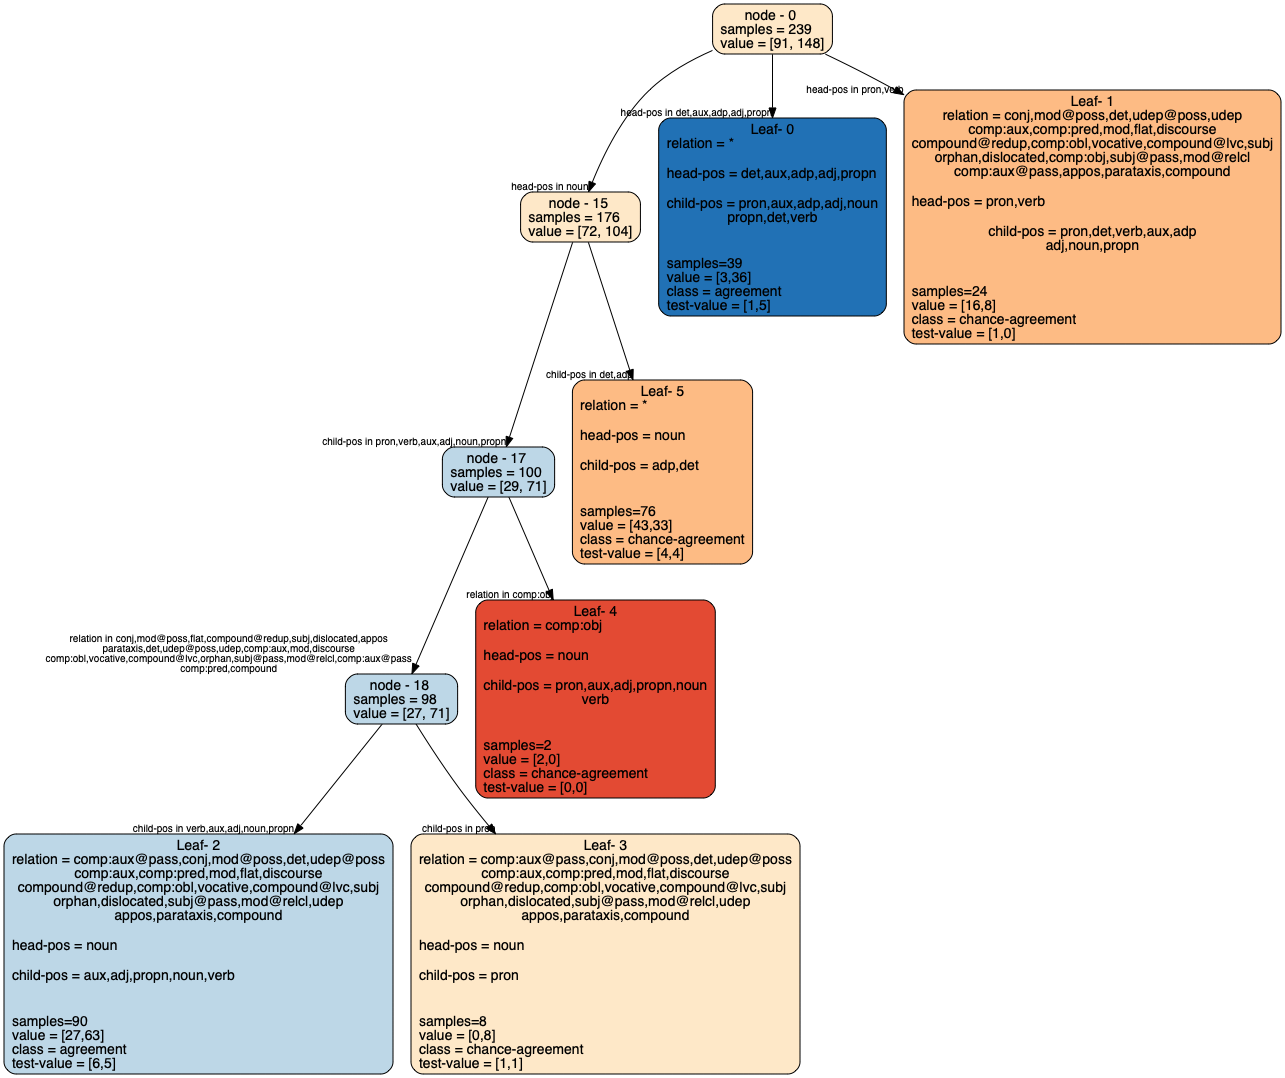 node - 0
samples = 239
value = [91, 148]
head-pos in pron,verb
Leaf- 1
relation = conj,mod@poss,det,udep@poss,udep
comp:aux,comp:pred,mod,flat,discourse
compound@redup,comp:obl,vocative,compound@lvc,subj
orphan,dislocated,comp:obj,subj@pass,mod@relcl
comp:aux@pass,appos,parataxis,compound
head-pos = pron,verb
child-pos = pron,det,verb,aux,adp
adj,noun,propn
samples=24
value = [16,8]
class = chance-agreement
test-value = [1,0]
head-pos in det,aux,adp,adj,propn
Leaf- 0
relation = *
head-pos = det,aux,adp,adj,propn
child-pos = pron,aux,adp,adj,noun
propn,det,verb
samples=39
value = [3,36]
class = agreement
test-value = [1,5]
head-pos in noun
node - 15
samples = 176
value = [72, 104]
child-pos in det,adp
Leaf- 5
relation = *
head-pos = noun
child-pos = adp,det
samples=76
value = [43,33]
class = chance-agreement
test-value = [4,4]
child-pos in pron,verb,aux,adj,noun,propn
node - 17
samples = 100
value = [29, 71]
relation in comp:obj
Leaf- 4
relation = comp:obj
head-pos = noun
child-pos = pron,aux,adj,propn,noun
verb
samples=2
value = [2,0]
class = chance-agreement
test-value = [0,0]
relation in conj,mod@poss,flat,compound@redup,subj,dislocated,appos
parataxis,det,udep@poss,udep,comp:aux,mod,discourse
comp:obl,vocative,compound@lvc,orphan,subj@pass,mod@relcl,comp:aux@pass
comp:pred,compound
node - 18
samples = 98
value = [27, 71]
child-pos in verb,aux,adj,noun,propn
Leaf- 2
relation = comp:aux@pass,conj,mod@poss,det,udep@poss
comp:aux,comp:pred,mod,flat,discourse
compound@redup,comp:obl,vocative,compound@lvc,subj
orphan,dislocated,subj@pass,mod@relcl,udep
appos,parataxis,compound
head-pos = noun
child-pos = aux,adj,propn,noun,verb
samples=90
value = [27,63]
class = agreement
test-value = [6,5]
child-pos in pron
Leaf- 3
relation = comp:aux@pass,conj,mod@poss,det,udep@poss
comp:aux,comp:pred,mod,flat,discourse
compound@redup,comp:obl,vocative,compound@lvc,subj
orphan,dislocated,subj@pass,mod@relcl,udep
appos,parataxis,compound
head-pos = noun
child-pos = pron
samples=8
value = [0,8]
class = chance-agreement
test-value = [1,1]